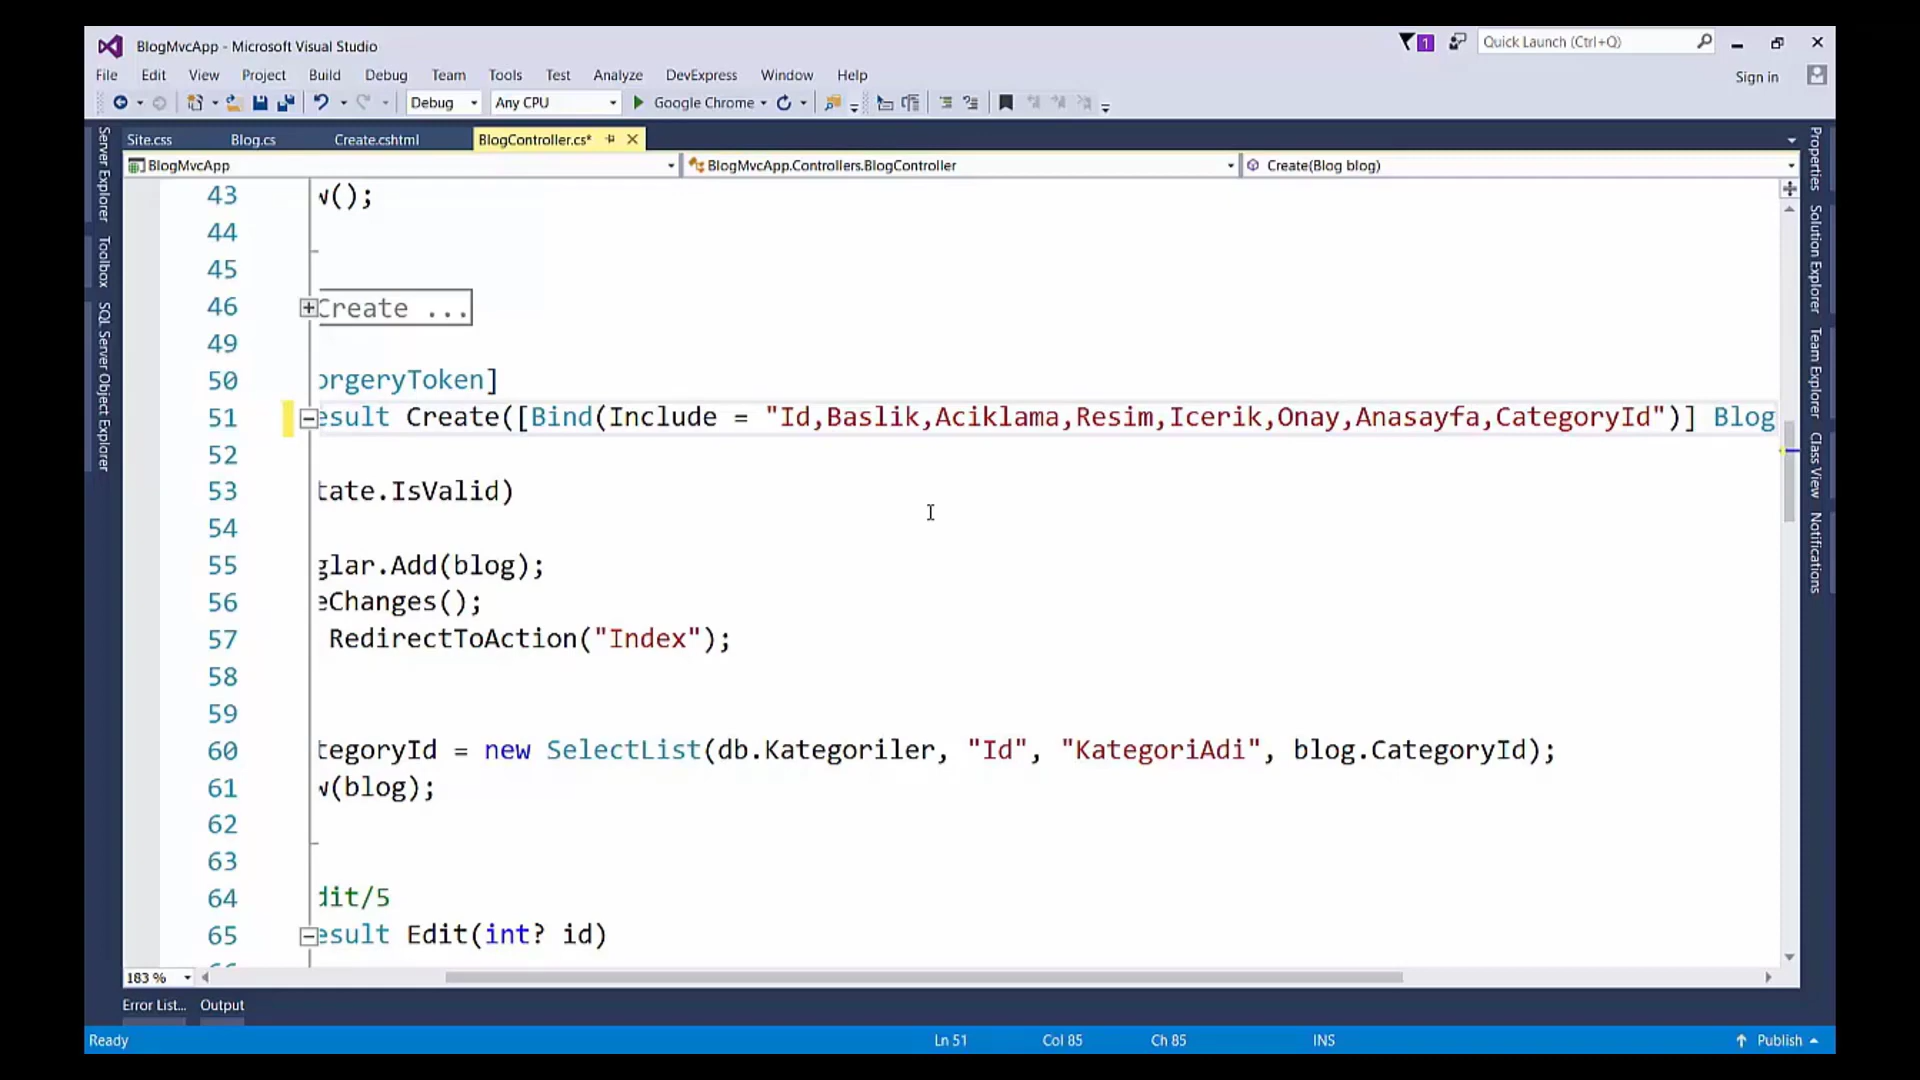 BlogMvcApp - Microsoft Visual Studio
1
Quick Launch (Ctrl+Q)
File Edit View Project Build Debug Team Tools Test Analyze DevExpress Window Help
Sign in
Debug Any CPU Google Chrome
Site.css Blog.cs Create.cshtml BlogController.cs*
BlogMvcApp BlogMvcApp.Controllers.BlogController Create(Blog blog)
Server Explorer
Toolbox
SQL Server Object Explorer
43 w();
44
45
46 Create ...
49
50 orgeryToken]
51 esult Create([Bind(Include = "Id,Baslik,Aciklama,Resim,Icerik,Onay,Anasayfa,CategoryId")] Blog
52
53 tate.IsValid)
54
55 glar.Add(blog);
56 eChanges();
57 RedirectToAction("Index");
58
59
60 tegoryId = new SelectList(db.Kategoriler, "Id", "KategoriAdi", blog.CategoryId);
61 w(blog);
62
63
64 dit/5
65 esult Edit(int? id)
Properties
Solution Explorer
Team Explorer
Class View
Notifications
183 %
Error List... Output
Ready Ln 51 Col 85 Ch 85 INS Publish